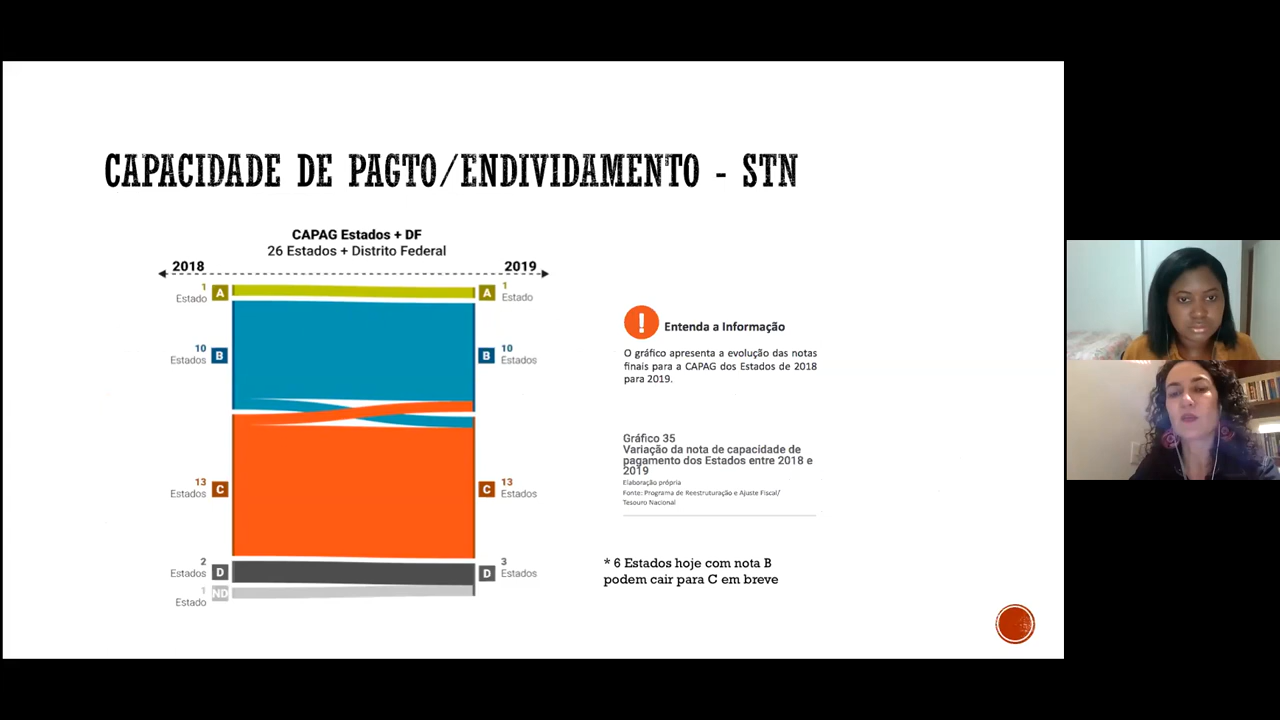 CAPACIDADE DE PAGTO/ENDIVIDAMENTO - STN
CAPAG Estados + DF
26 Estados + Distrito Federal
2018
2019
1
Estado
A
A
1
Estado
10
Estados
B
B
10
Estados
13
Estados
C
C
13
Estados
2
Estados
D
D
3
Estados
1
Estado
ND
!
Entenda a Informação
O gráfico apresenta a evolução das notas
finais para a CAPAG dos Estados de 2018
para 2019.
Gráfico 35
Variação da nota de capacidade de
pagamento dos Estados entre 2018 e
2019
Elaboração própria
Fonte: Programa de Reestruturação e Ajuste Fiscal/
Tesouro Nacional
* 6 Estados hoje com nota B
podem cair para C em breve